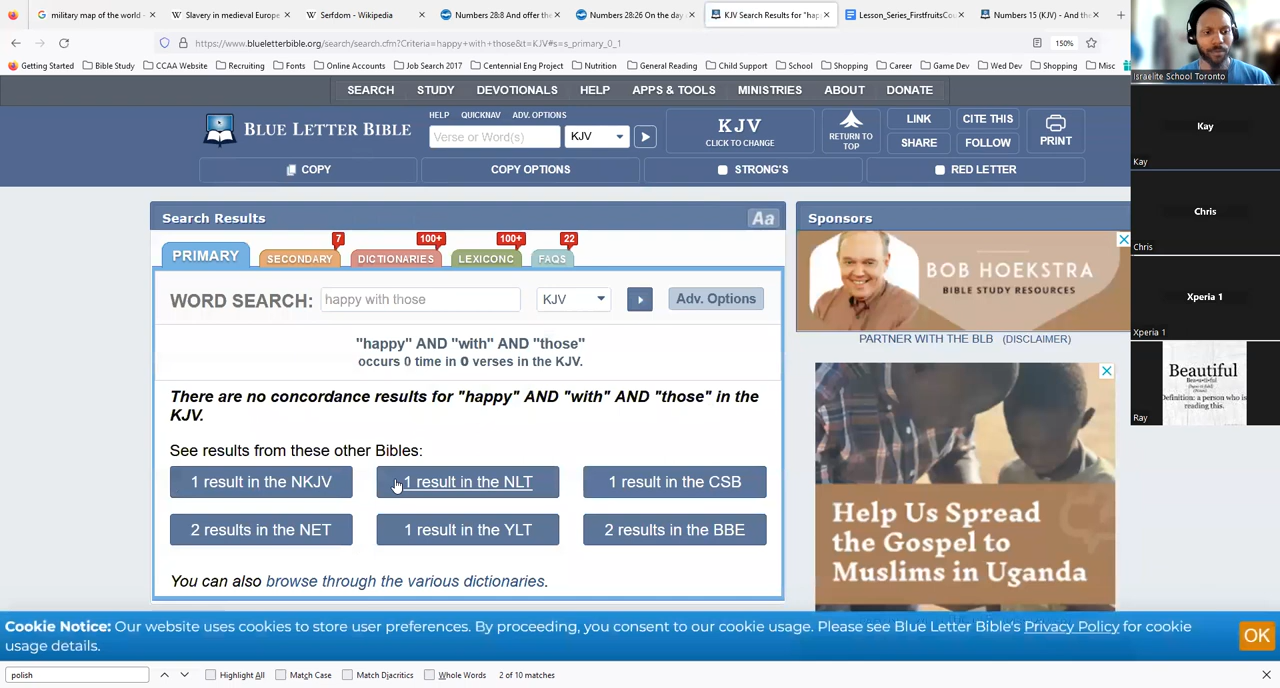 military map of the world -
Slavery in medieval Europe
Serfdom - Wikipedia
Numbers 28:8 And offer the
Numbers 28:26 On the day
KJV Search Results for "hap
Lesson_Series_FirstfruitsCo
Numbers 15 (KJV) - And the
https://www.blueletterbible.org/search/search.cfm?Criteria=happy+with+those&t=KJV#s=s_primary_0_1
150%
Getting Started Bible Study CCAA Website Recruiting Fonts Online Accounts Job Search 2017 Centennial Eng Project Nutrition General Reading Child Support School Shopping Career Game Dev Wed Dev Shopping Misc
SEARCH STUDY DEVOTIONALS HELP APPS & TOOLS MINISTRIES ABOUT DONATE
BLUE LETTER BIBLE
HELP QUICKNAV ADV. OPTIONS
Verse or Word(s) KJV
KJV
CLICK TO CHANGE
RETURN TO
TOP
LINK CITE THIS
SHARE FOLLOW
PRINT
COPY COPY OPTIONS STRONG'S RED LETTER
Search Results Aa
PRIMARY
SECONDARY 7
DICTIONARIES 100+
LEXICONC 100+
FAQS 22
WORD SEARCH: happy with those KJV Adv. Options
"happy" AND "with" AND "those"
occurs 0 time in 0 verses in the KJV.
There are no concordance results for "happy" AND "with" AND "those" in the
KJV.
See results from these other Bibles:
1 result in the NKJV 1 result in the NLT 1 result in the CSB
2 results in the NET 1 result in the YLT 2 results in the BBE
You can also browse through the various dictionaries.
Sponsors
BOB HOEKSTRA
BIBLE STUDY RESOURCES
PARTNER WITH THE BLB (DISCLAIMER)
Help Us Spread
the Gospel to
Muslims in Uganda
Cookie Notice: Our website uses cookies to store user preferences. By proceeding, you consent to our cookie usage. Please see Blue Letter Bible's Privacy Policy for cookie
usage details.
OK
polish Highlight All Match Case Match Diacritics Whole Words 2 of 10 matches
Israelite School Toronto
Kay
Kay
Chris
Chris
Xperia 1
Xperia 1
Beautiful
Definition: a person who is
reading this.
Ray